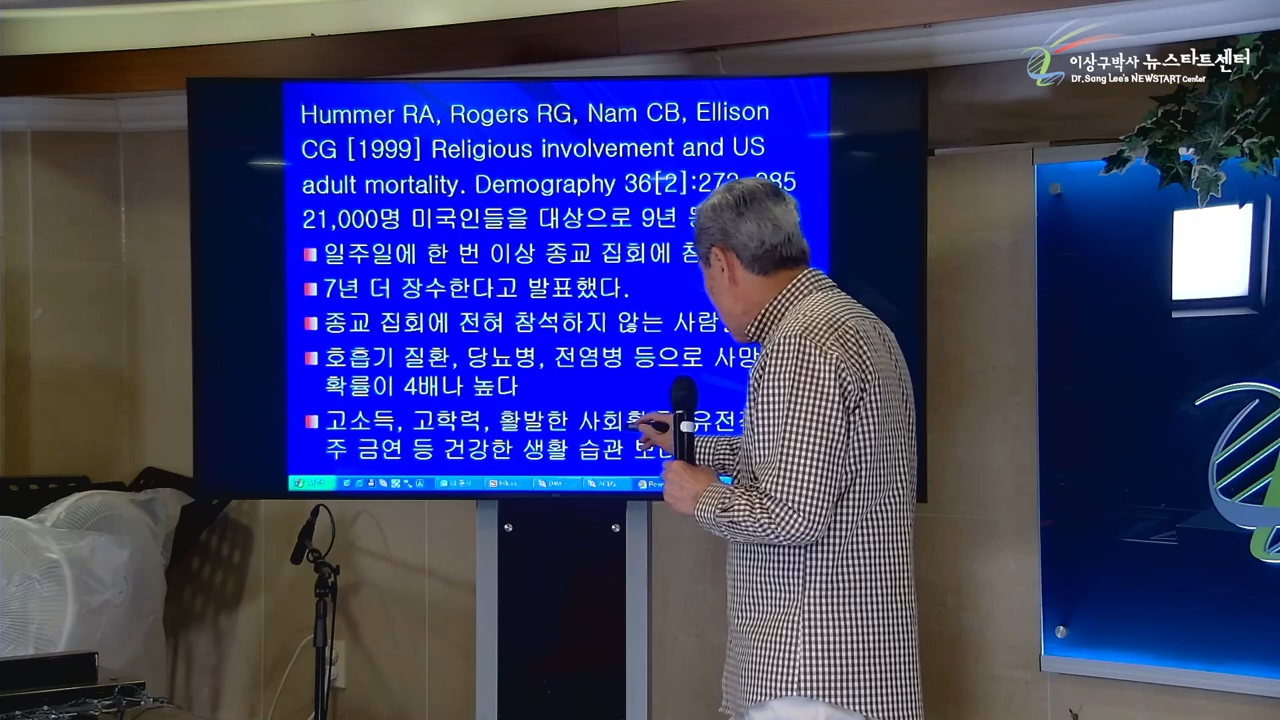 이상구박사 뉴스타트센터
Dr. Sang Lee's NEWSTART Center
Hummer RA, Rogers RG, Nam CB, Ellison
CG [1999] Religious involvement and US
adult mortality. Demography 36[2]:273-285
21,000명 미국인들을 대상으로 9년
일주일에 한 번 이상 종교 집회에
7년 더 장수한다고 발표했다.
종교 집회에 전혀 참석하지 않는
호흡기 질환, 당뇨병, 전염병 등으로 사망
확률이 4배나 높다
고소득, 고학력, 활발한
주 금연 등 건강한 생활 습관